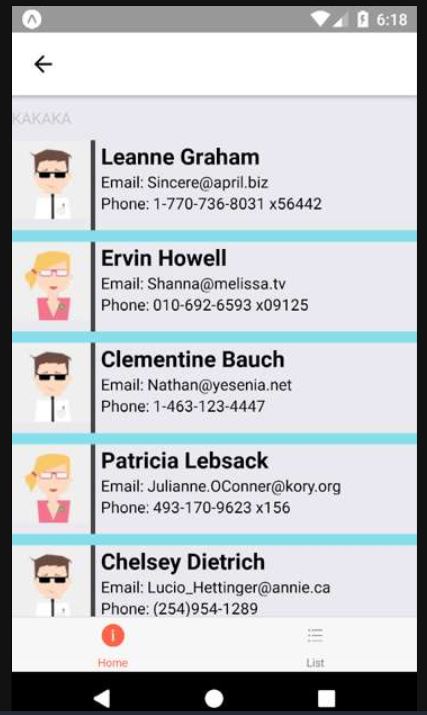 6:18
KAKAKA
Leanne Graham
Email: Sincere@april.biz
Phone: 1-770-736-8031 x56442
Ervin Howell
Email: Shanna@melissa.tv
Phone: 010-692-6593 x09125
Clementine Bauch
Email: Nathan@yesenia.net
Phone: 1-463-123-4447
Patricia Lebsack
Email: Julianne.OConner@kory.org
Phone: 493-170-9623 x156
Chelsey Dietrich
Email: Lucio_Hettinger@annie.ca
Phone: (254)954-1289
Home
List